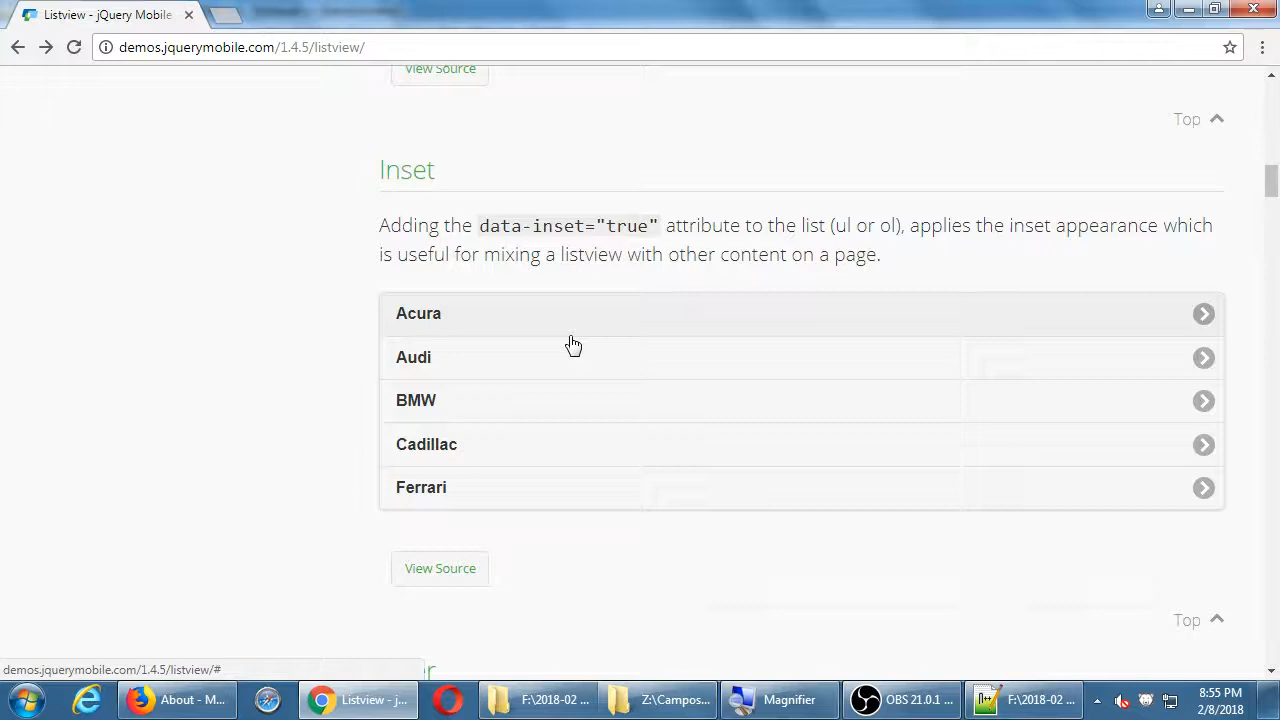 Listview - jQuery Mobile
demos.jquerymobile.com/1.4.5/listview/
View Source
Top
Inset
Adding the data-inset="true" attribute to the list (ul or ol), applies the inset appearance which
is useful for mixing a listview with other content on a page.
Acura
Audi
BMW
Cadillac
Ferrari
View Source
Top
demos.jquerymobile.com/1.4.5/listview/#
About - M...
Listview - j...
F:\2018-02 ...
Z:\Campos...
Magnifier
OBS 21.0.1 ...
F:\2018-02 ...
8:55 PM
2/8/2018